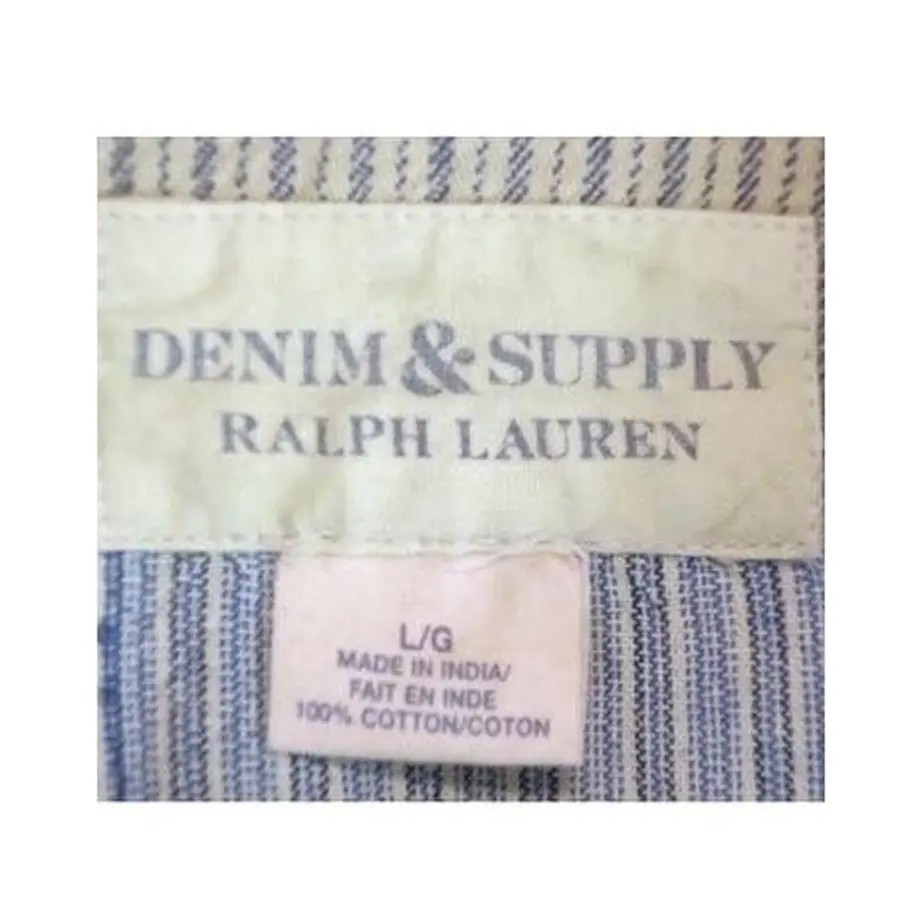 DENIM & SUPPLY
RALPH LAUREN
L/G
MADE IN INDIA/
FAIT EN INDE
100% COTTON/COTON